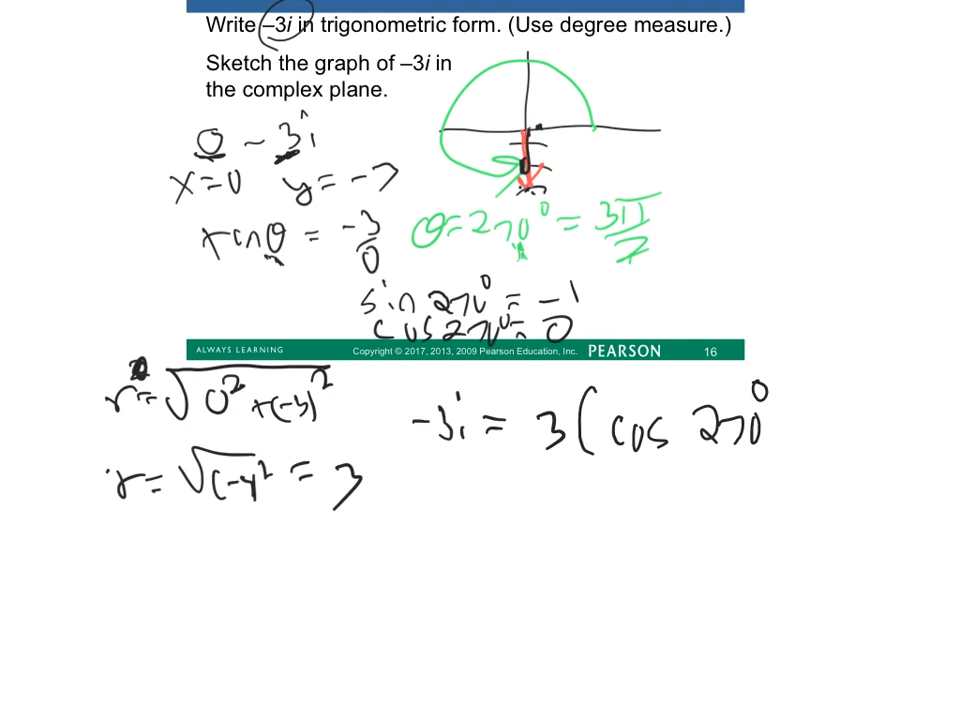 Write –3i in trigonometric form. (Use degree measure.)
Sketch the graph of –3i in
the complex plane.
0 - 3i
x = 0 y = -3
tan θ = -3/0
θ = 270° = 3π/2
sin 270° = -1
cos 270° = 0
ALWAYS LEARNING Copyright © 2017, 2013, 2009 Pearson Education, Inc. PEARSON 16
r = √0² + (-3)²
-3i = 3( cos 270°
r = √(-3)² = 3